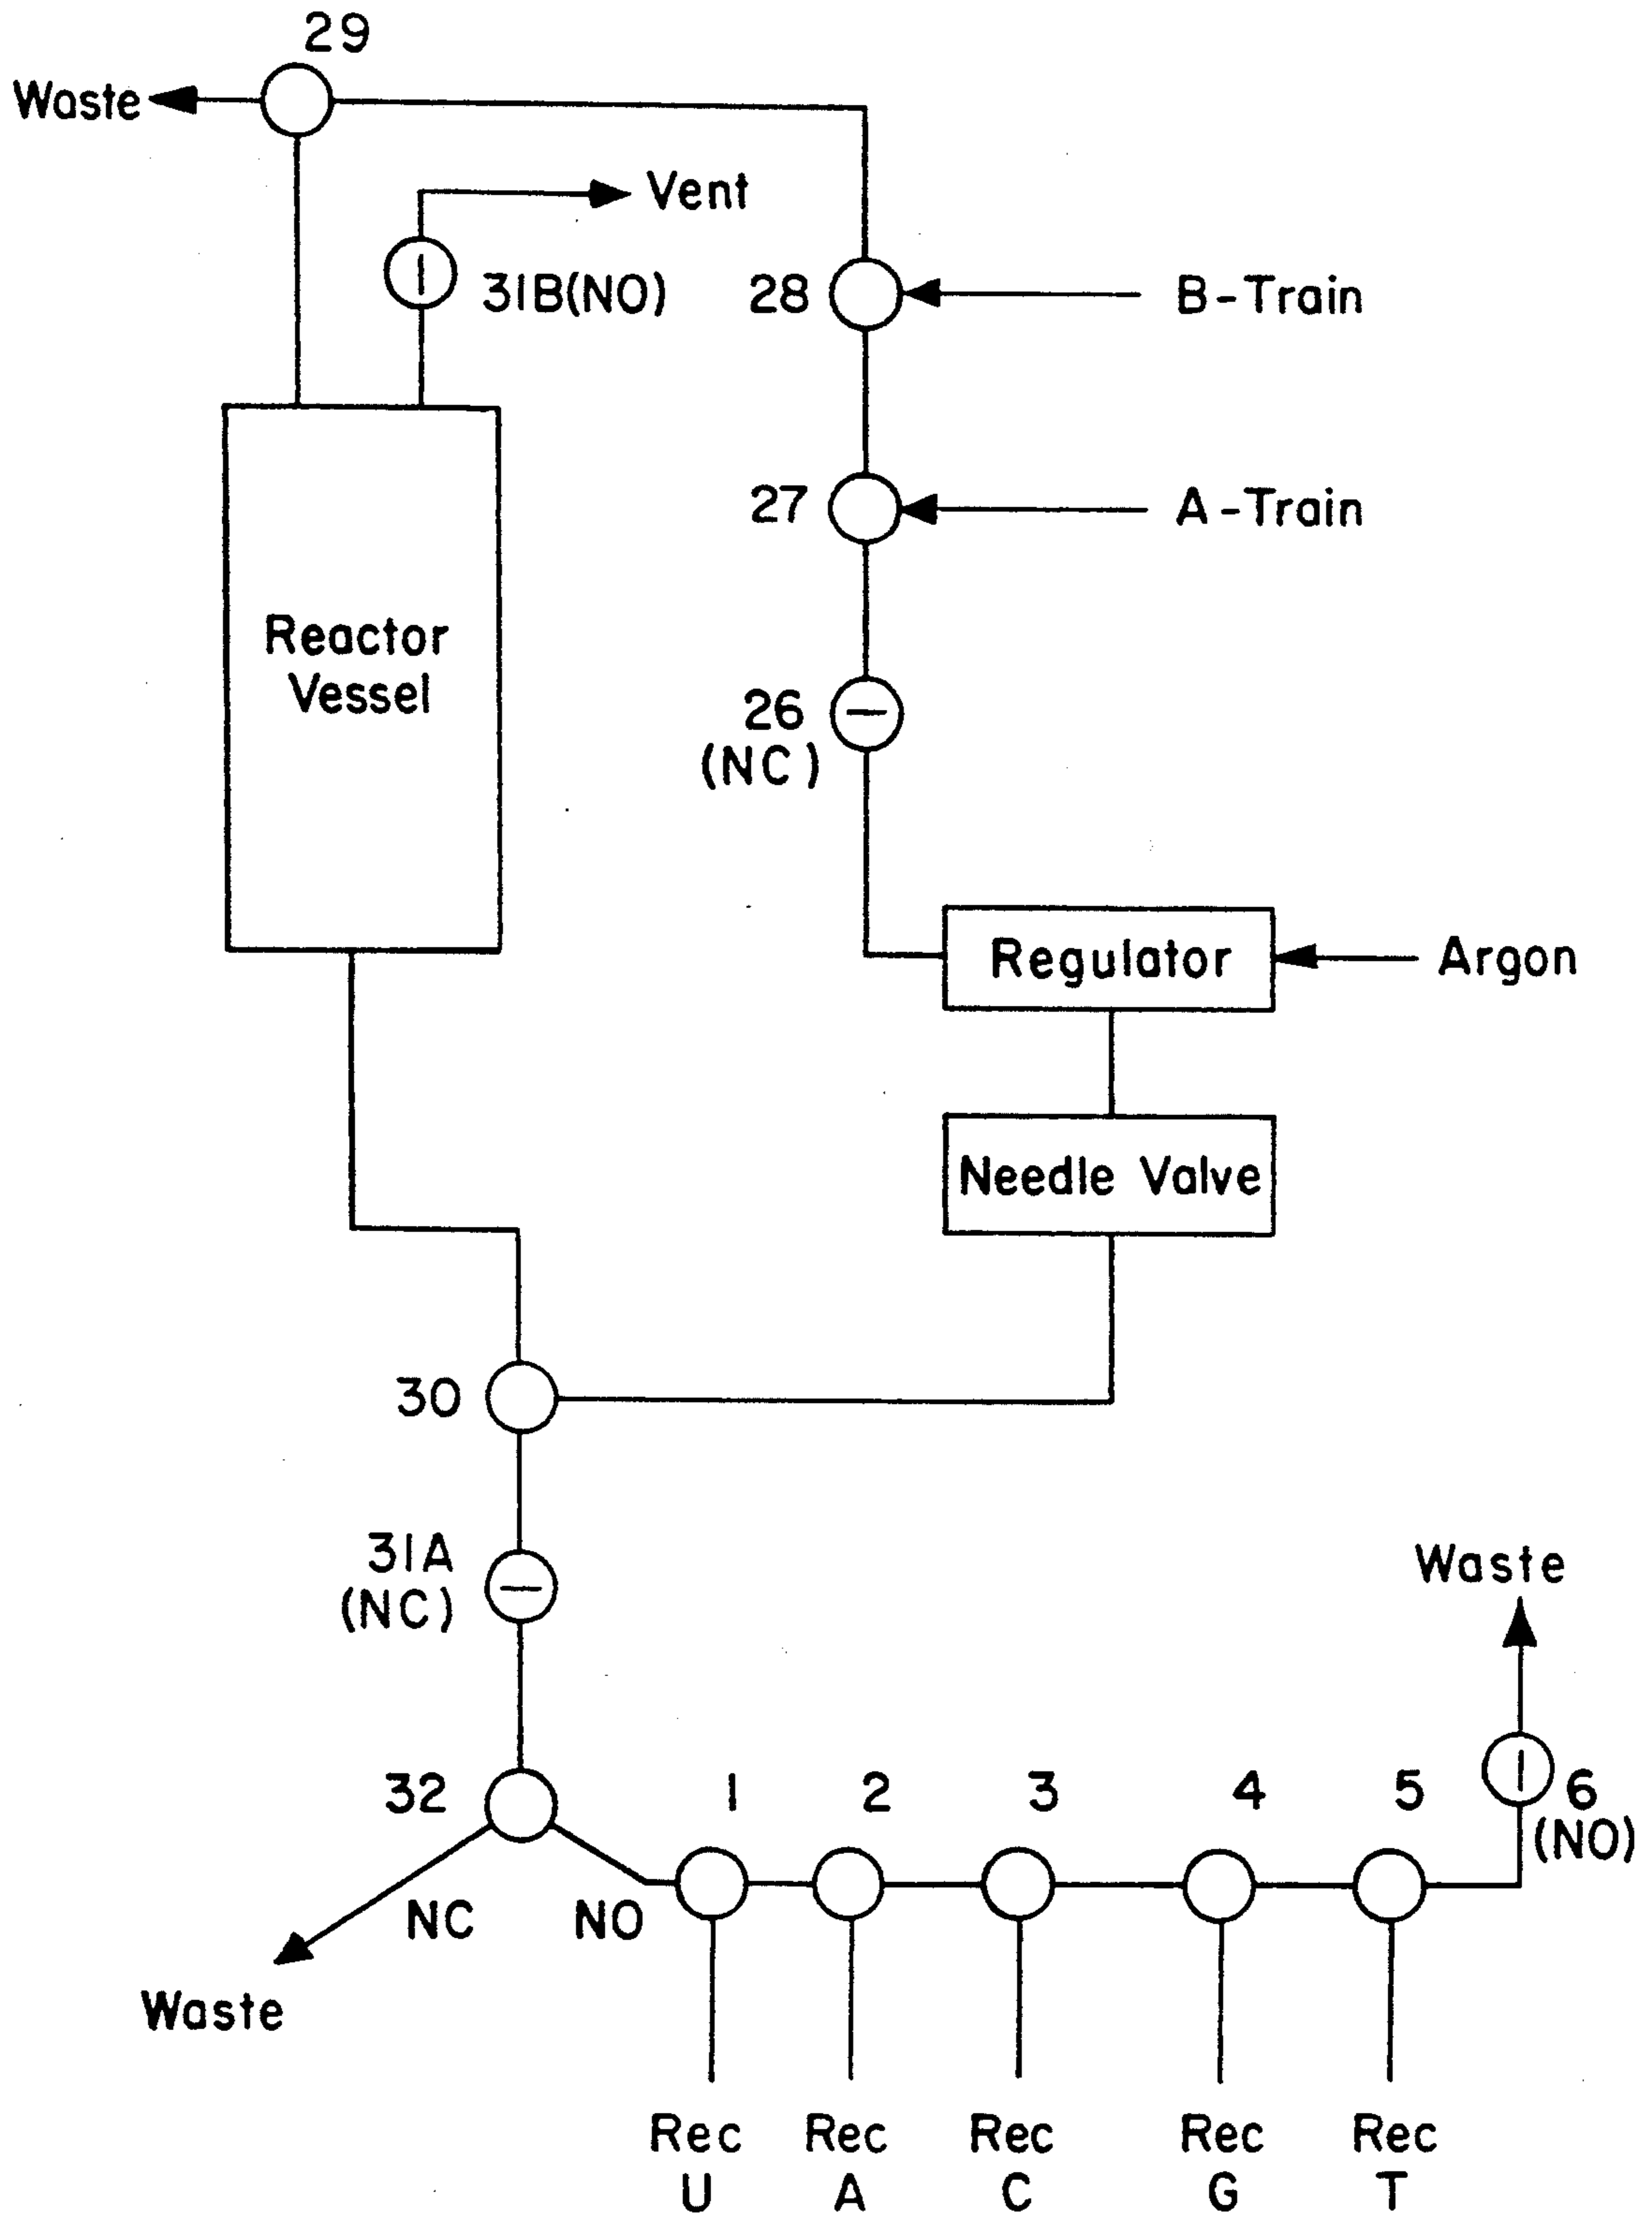 29
Waste
Vent
31B(NO)
28
B-Train
27
A-Train
Reactor
Vessel
26
(NC)
Regulator
Argon
Needle Valve
30
31A
(NC)
Waste
32
1
2
3
4
5
6
(NO)
NC
NO
Waste
Rec
U
Rec
A
Rec
C
Rec
G
Rec
T